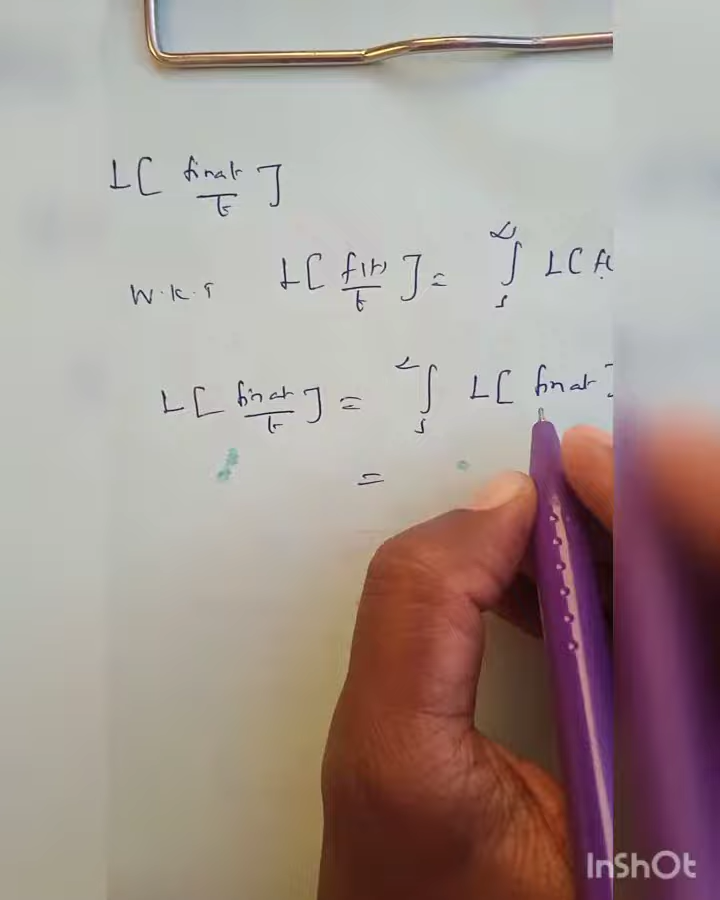 L[ sinat/t ]
W.K.T L[ f(t)/t ] = ∫ₛ^∞ L[ f(
L[ sinat/t ] = ∫ₛ^∞ L[ sinat ]
=
InShOt